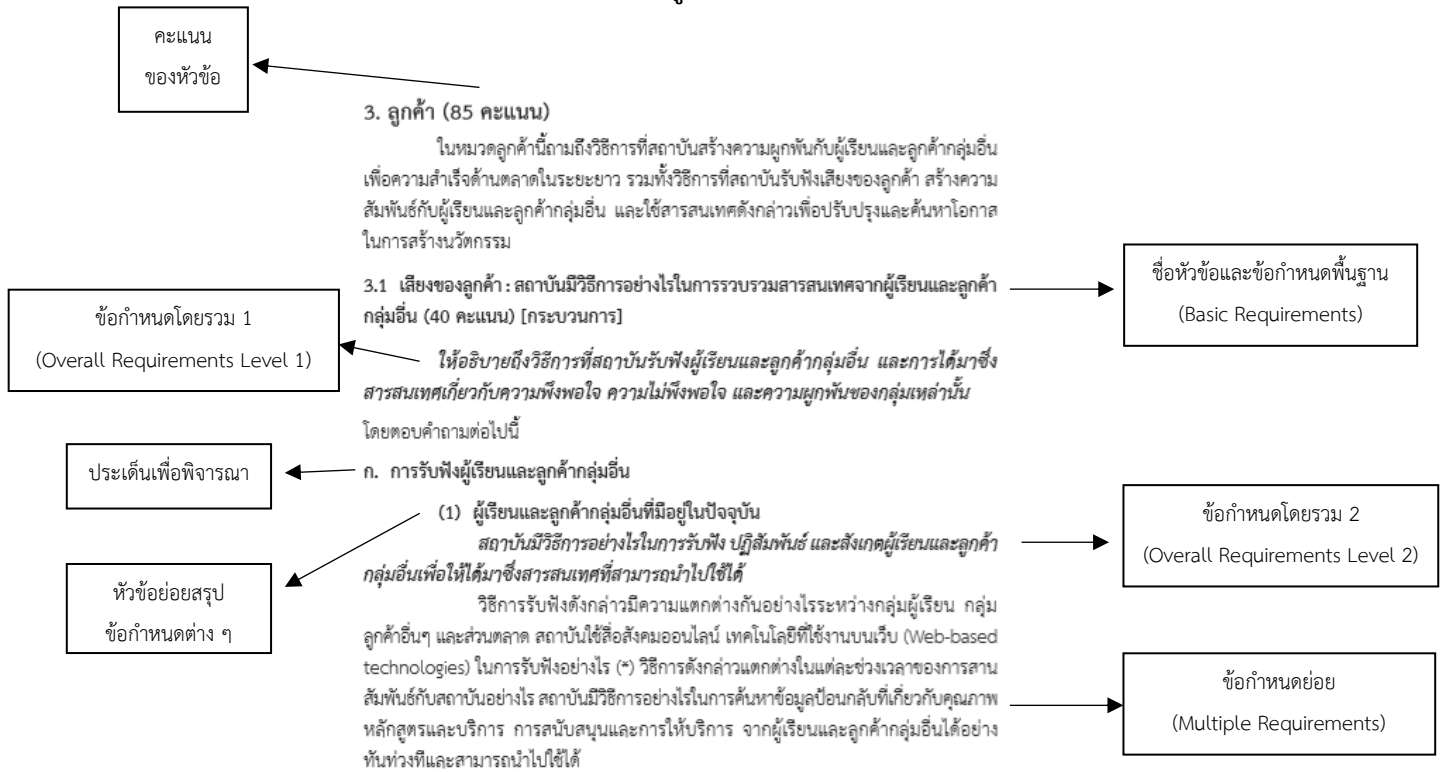 คะแนน
ของหัวข้อ
3. ลูกค้า (85 คะแนน)
ในหมวดลูกค้านี้ถามถึงวิธีการที่สถาบันสร้างความผูกพันกับผู้เรียนและลูกค้ากลุ่มอื่น
เพื่อความสำเร็จด้านตลาดในระยะยาว รวมทั้งวิธีการที่สถาบันรับฟังเสียงของลูกค้า สร้างความ
สัมพันธ์กับผู้เรียนและลูกค้ากลุ่มอื่น และใช้สารสนเทศดังกล่าวเพื่อปรับปรุงและค้นหาโอกาส
ในการสร้างนวัตกรรม
3.1 เสียงของลูกค้า : สถาบันมีวิธีการอย่างไรในการรวบรวมสารสนเทศจากผู้เรียนและลูกค้า
กลุ่มอื่น (40 คะแนน) [กระบวนการ]
ชื่อหัวข้อและข้อกำหนดพื้นฐาน
(Basic Requirements)
ข้อกำหนดโดยรวม 1
(Overall Requirements Level 1)
ให้อธิบายถึงวิธีการที่สถาบันรับฟังผู้เรียนและลูกค้ากลุ่มอื่น และการได้มาซึ่ง
สารสนเทศเกี่ยวกับความพึงพอใจ ความไม่พึงพอใจ และความผูกพันของกลุ่มเหล่านั้น
โดยตอบคำถามต่อไปนี้
ประเด็นเพื่อพิจารณา
ก. การรับฟังผู้เรียนและลูกค้ากลุ่มอื่น
(1) ผู้เรียนและลูกค้ากลุ่มอื่นที่มีอยู่ในปัจจุบัน
สถาบันมีวิธีการอย่างไรในการรับฟัง ปฏิสัมพันธ์ และสังเกตผู้เรียนและลูกค้า
กลุ่มอื่นเพื่อให้ได้มาซึ่งสารสนเทศที่สามารถนำไปใช้ได้
ข้อกำหนดโดยรวม 2
(Overall Requirements Level 2)
หัวข้อย่อยสรุป
ข้อกำหนดต่าง ๆ
วิธีการรับฟังดังกล่าวมีความแตกต่างกันอย่างไรระหว่างกลุ่มผู้เรียน กลุ่ม
ลูกค้าอื่นๆ และส่วนตลาด สถาบันใช้สื่อสังคมออนไลน์ เทคโนโลยีที่ใช้งานบนเว็บ (Web-based
technologies) ในการรับฟังอย่างไร (*) วิธีการดังกล่าวแตกต่างในแต่ละช่วงเวลาของการสาน
สัมพันธ์กับสถาบันอย่างไร สถาบันมีวิธีการอย่างไรในการค้นหาข้อมูลป้อนกลับที่เกี่ยวกับคุณภาพ
หลักสูตรและบริการ การสนับสนุนและการให้บริการ จากผู้เรียนและลูกค้ากลุ่มอื่นได้อย่าง
ทันท่วงทีและสามารถนำไปใช้ได้
ข้อกำหนดย่อย
(Multiple Requirements)